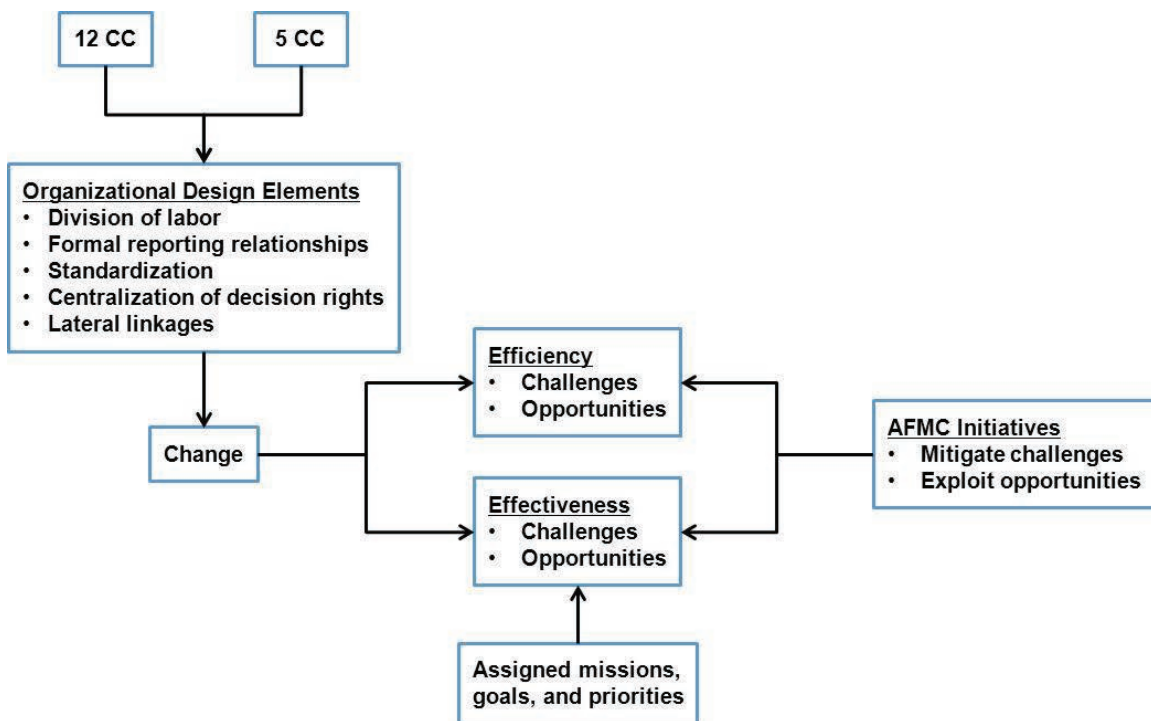 12 CC
5 CC
Organizational Design Elements
• Division of labor
• Formal reporting relationships
• Standardization
• Centralization of decision rights
• Lateral linkages
Change
Efficiency
• Challenges
• Opportunities
Effectiveness
• Challenges
• Opportunities
AFMC Initiatives
• Mitigate challenges
• Exploit opportunities
Assigned missions,
goals, and priorities